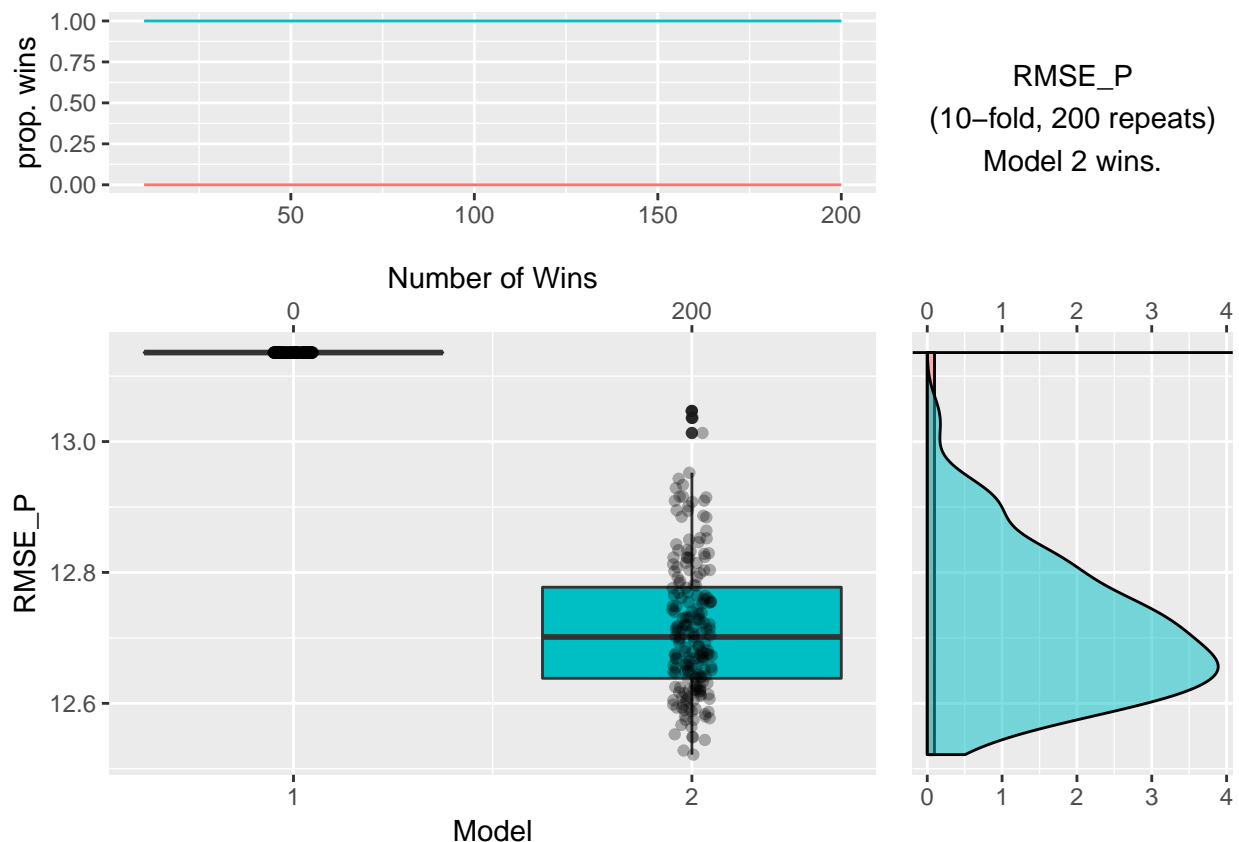 1.00
0.75
0.50
0.25
0.00
prop. wins
50 100 150 200
RMSE_P
(10−fold, 200 repeats)
Model 2 wins.
Number of Wins
0 200
13.0
12.8
12.6
RMSE_P
1 2
Model
0 1 2 3 4
0 1 2 3 4